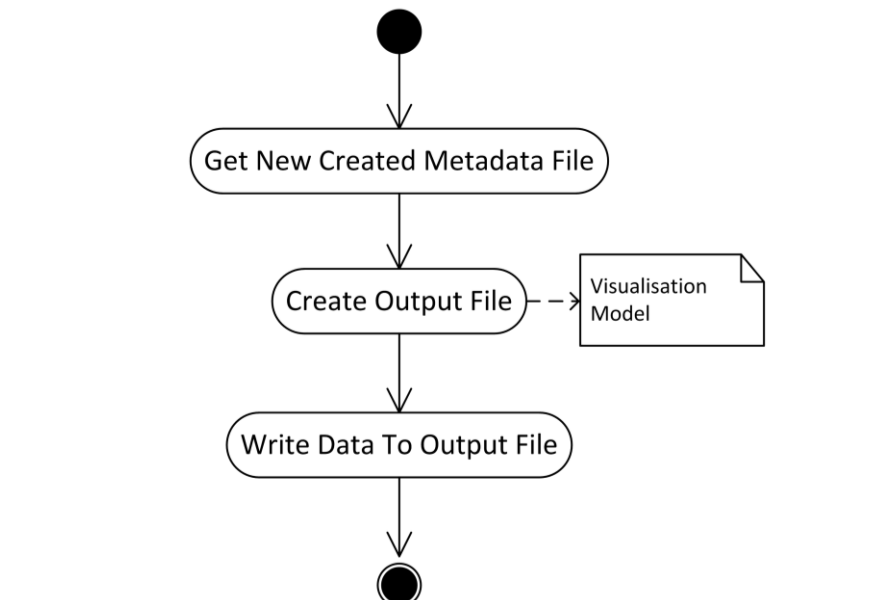 Get New Created Metadata File
Create Output File
Visualisation
Model
Write Data To Output File